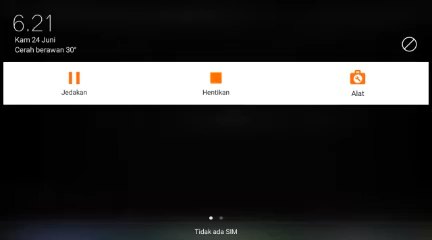 6.21
Kam 24 Juni
Cerah berawan 30°
Jedakan
Hentikan
Alat
Tidak ada SIM